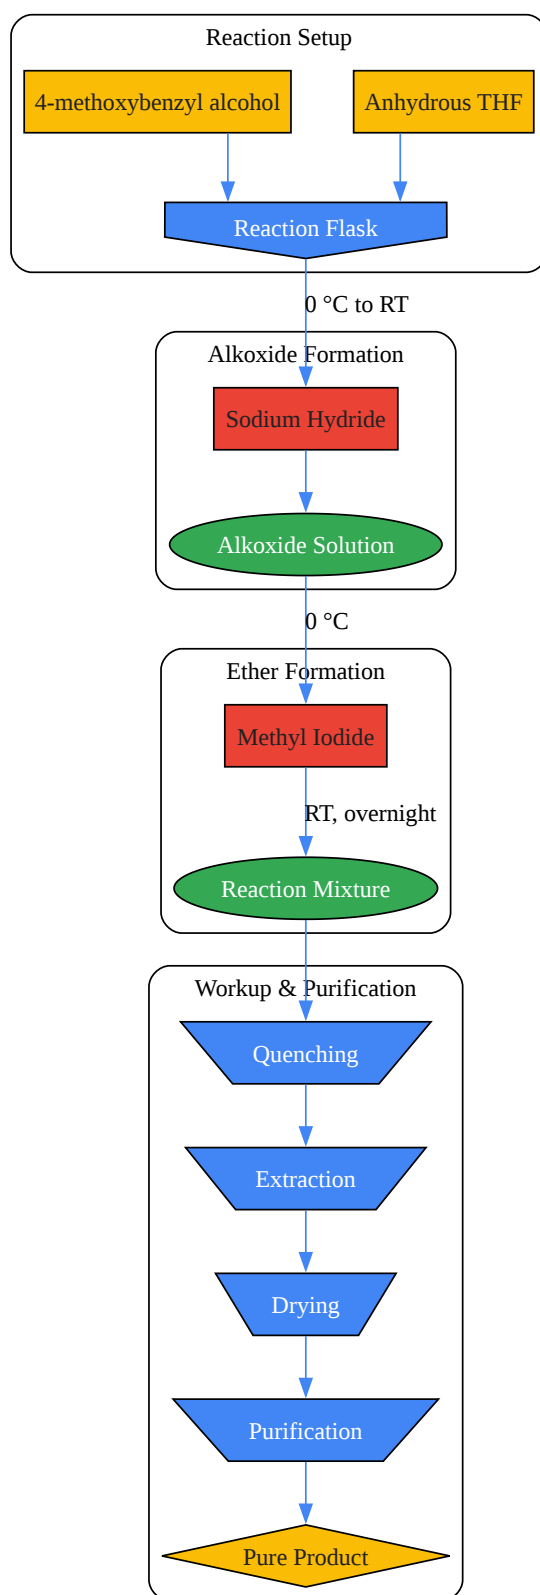 Reaction Setup
4-methoxybenzyl alcohol
Anhydrous THF
Reaction Flask
0 °C to RT
Alkoxide Formation
Sodium Hydride
Alkoxide Solution
0 °C
Ether Formation
Methyl Iodide
RT, overnight
Reaction Mixture
Workup & Purification
Quenching
Extraction
Drying
Purification
Pure Product